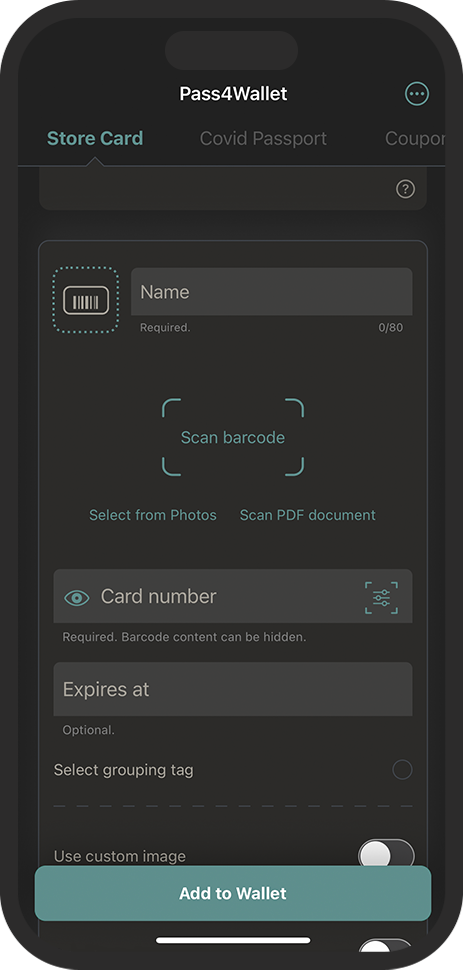 Pass4Wallet
Store Card Covid Passport Coupon
?
Name
Required. 0/80
Scan barcode
Select from Photos Scan PDF document
Card number
Required. Barcode content can be hidden.
Expires at
Optional.
Select grouping tag
Use custom image
Add to Wallet